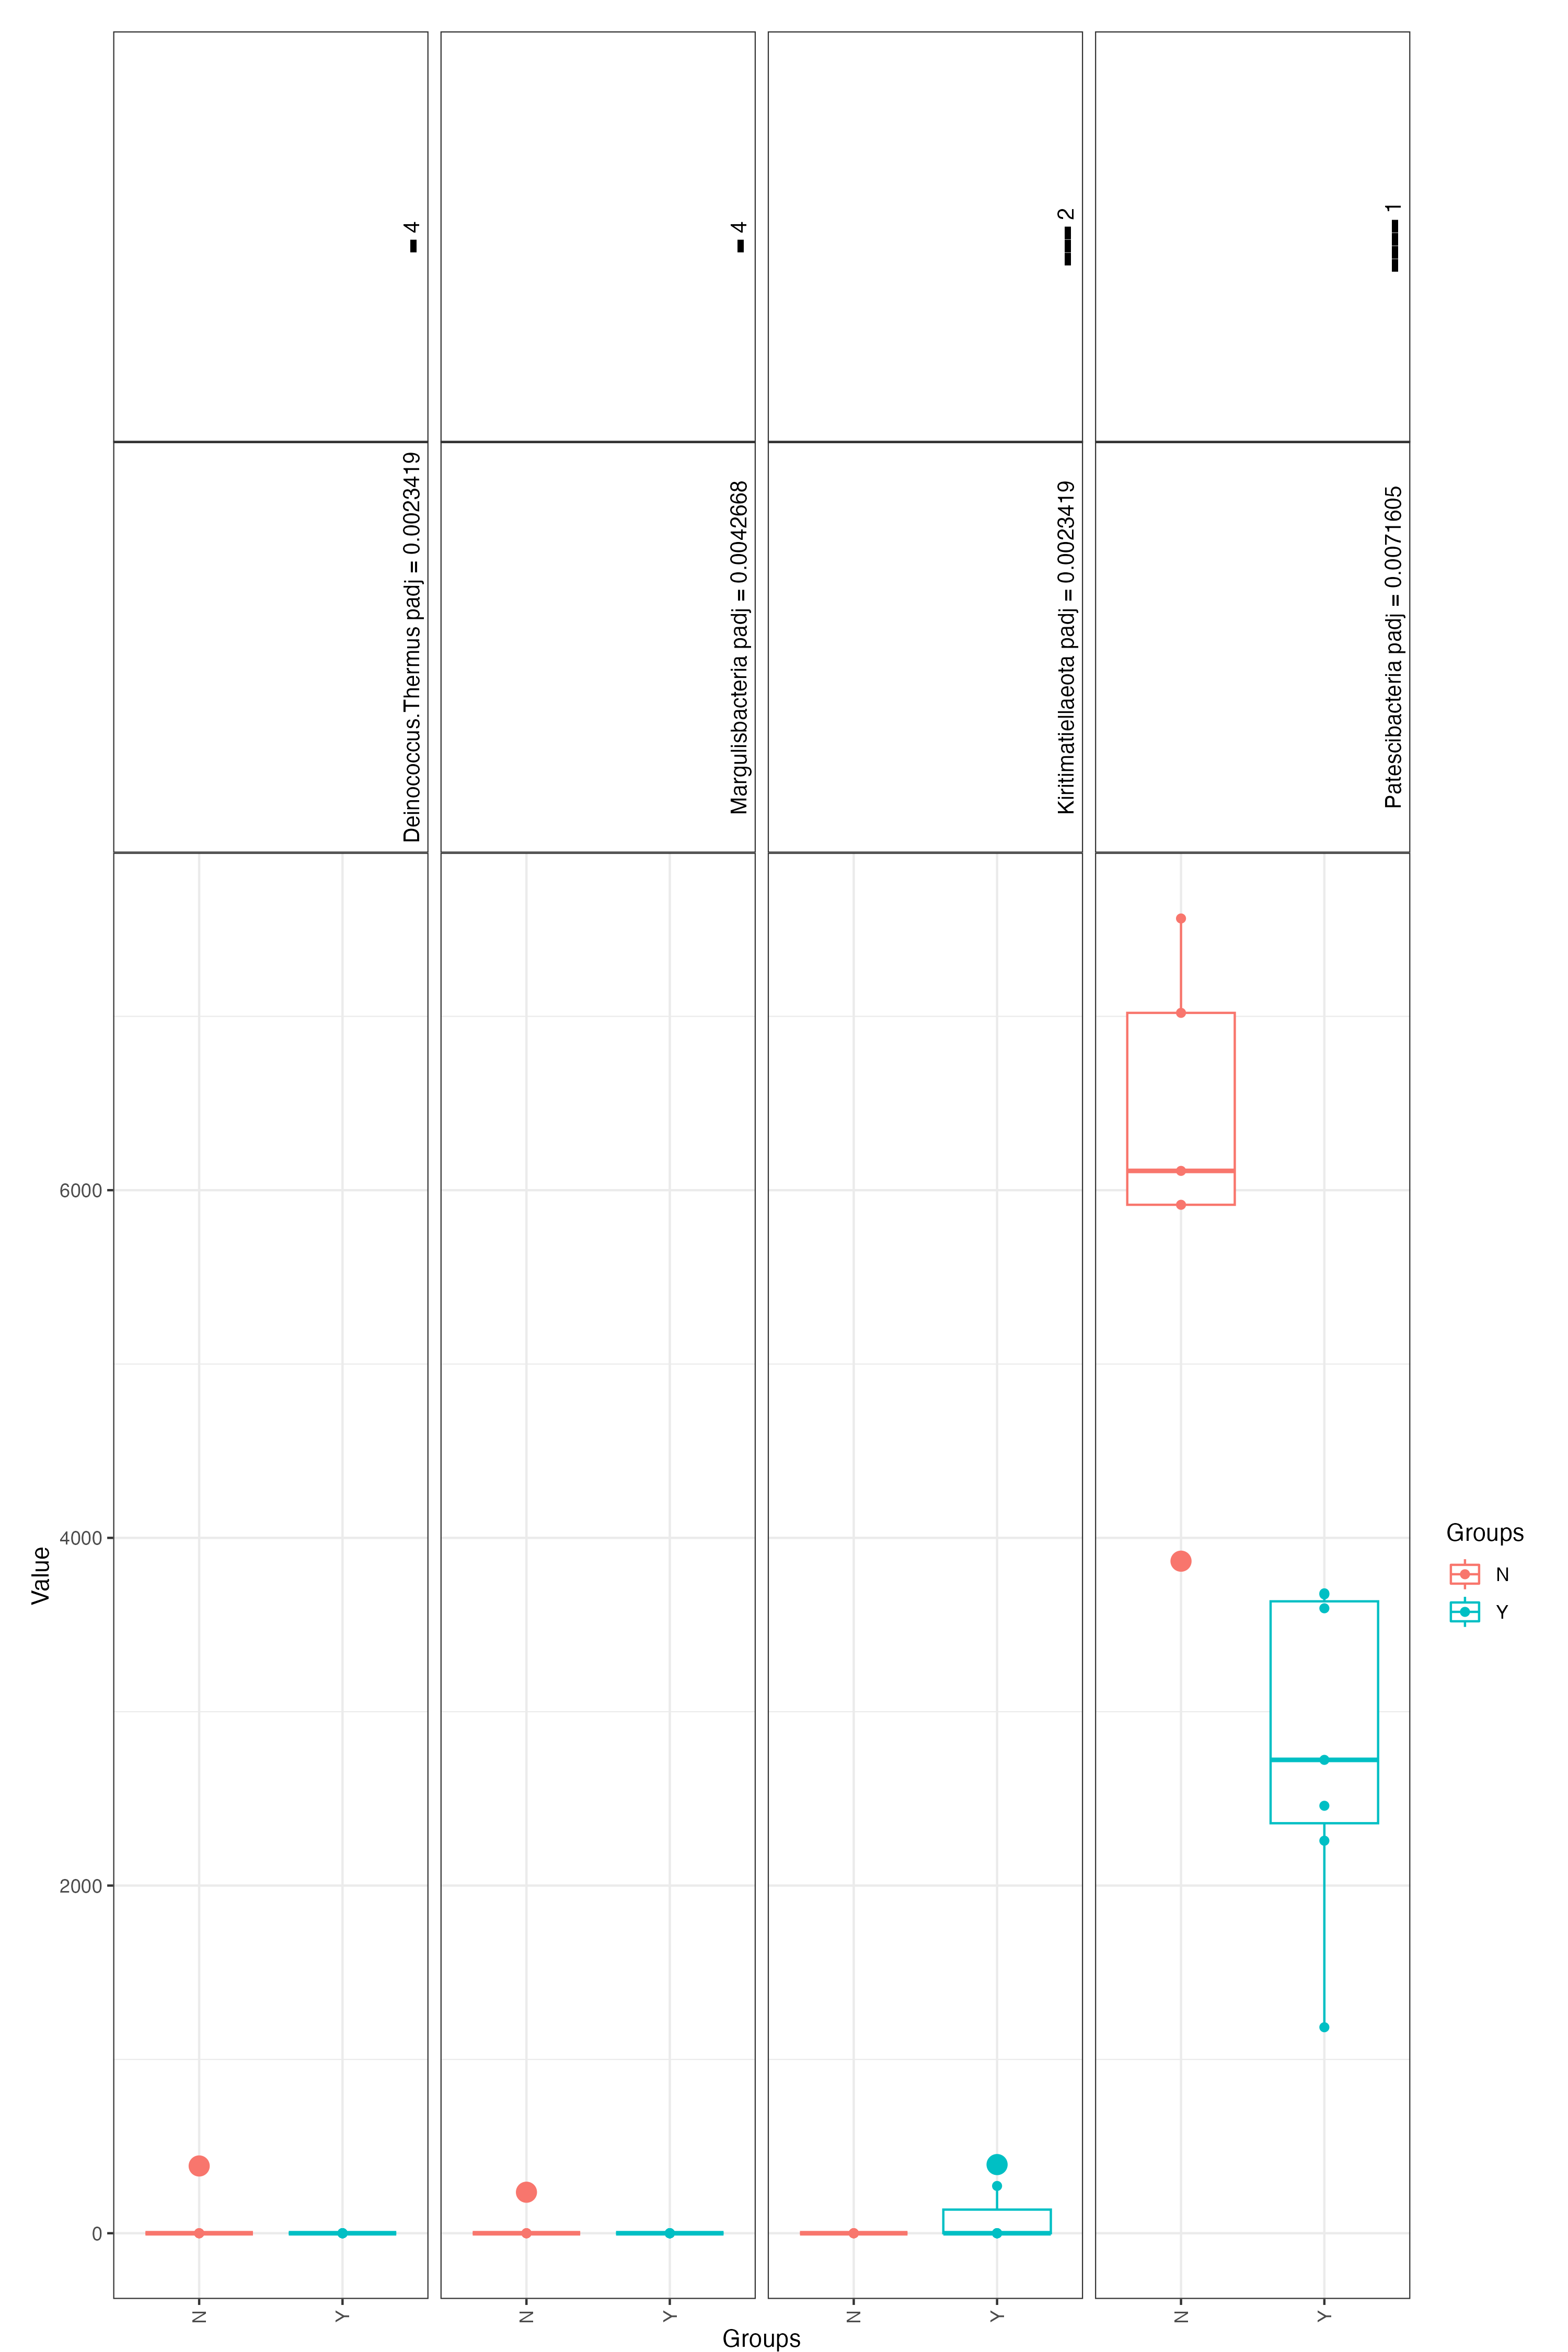 4
4
2
1
Deinococcus.Thermus padj = 0.0023419
Margulisbacteria padj = 0.0042668
Kiritimatiellaeota padj = 0.0023419
Patescibacteria padj = 0.0071605
Value
6000
4000
2000
0
N
Y
N
Y
N
Y
N
Y
Groups
Groups
N
Y